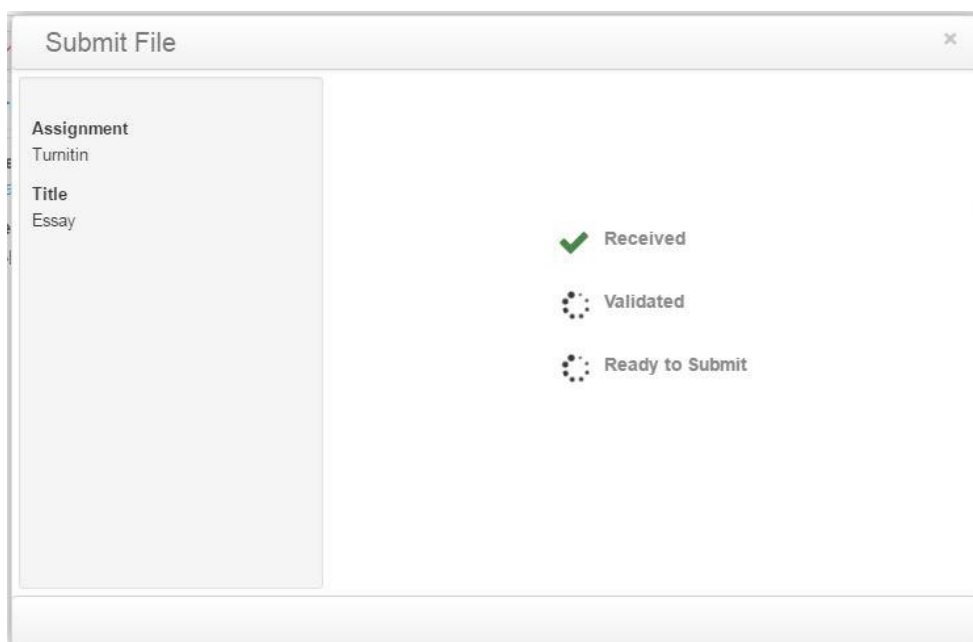 Submit File
×
Assignment
Turnitin
Title
Essay
Received
Validated
Ready to Submit